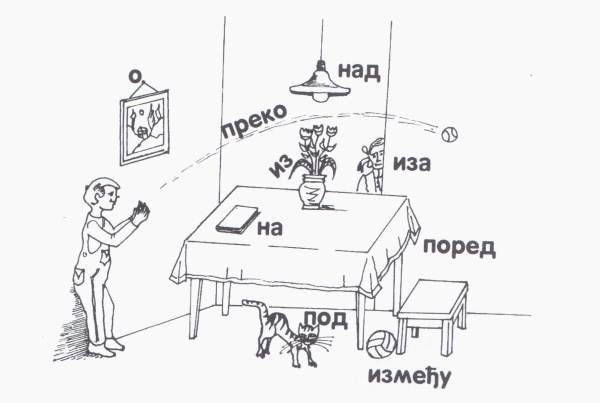 о
над
преко
из
иза
на
поред
под
између